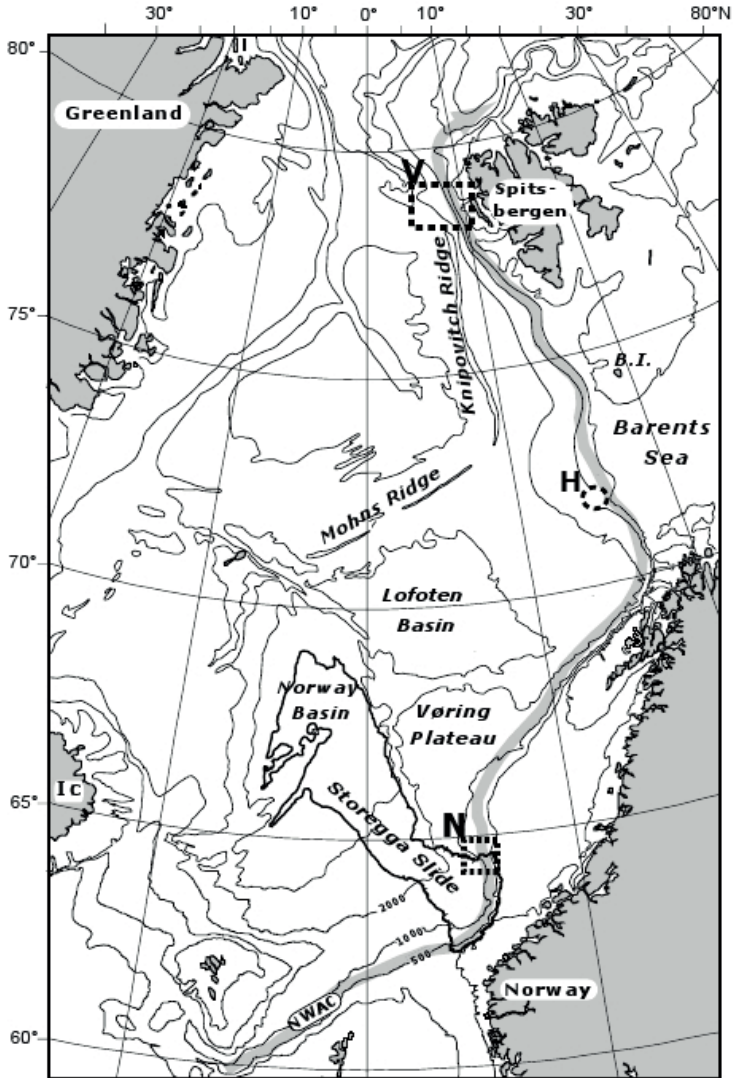 30° 10° 0° 10° 30° 80°N
80°
Greenland
V
Spits-
bergen
Knipovitch Ridge
75°
B.I.
Barents
Sea
H
Mohns Ridge
70°
Lofoten
Basin
Norway
Basin
Vøring
Plateau
Ic
65°
Storegga Slide
N
2000
1000
500
NWAC
Norway
60°